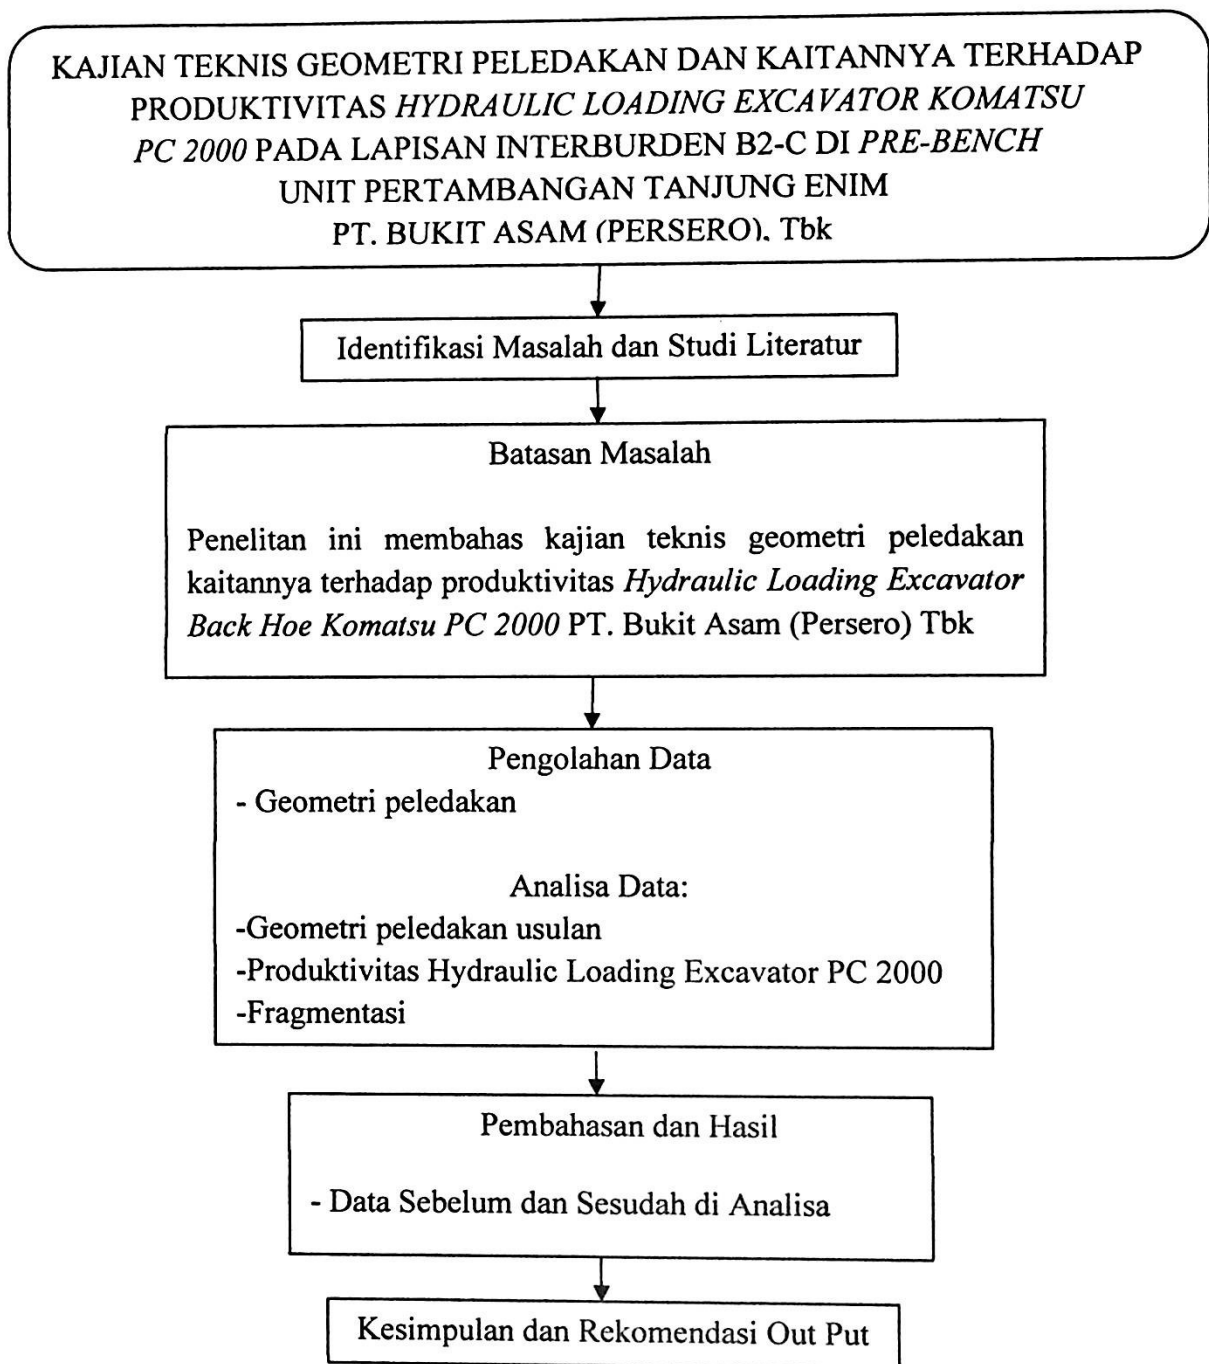 KAJIAN TEKNIS GEOMETRI PELEDAKAN DAN KAITANNYA TERHADAP
PRODUKTIVITAS HYDRAULIC LOADING EXCAVATOR KOMATSU
PC 2000 PADA LAPISAN INTERBURDEN B2-C DI PRE-BENCH
UNIT PERTAMBANGAN TANJUNG ENIM
PT. BUKIT ASAM (PERSERO), Tbk
Identifikasi Masalah dan Studi Literatur
Batasan Masalah
Penelitan ini membahas kajian teknis geometri peledakan
kaitannya terhadap produktivitas Hydraulic Loading Excavator
Back Hoe Komatsu PC 2000 PT. Bukit Asam (Persero) Tbk
Pengolahan Data
- Geometri peledakan
Analisa Data:
-Geometri peledakan usulan
-Produktivitas Hydraulic Loading Excavator PC 2000
-Fragmentasi
Pembahasan dan Hasil
- Data Sebelum dan Sesudah di Analisa
Kesimpulan dan Rekomendasi Out Put